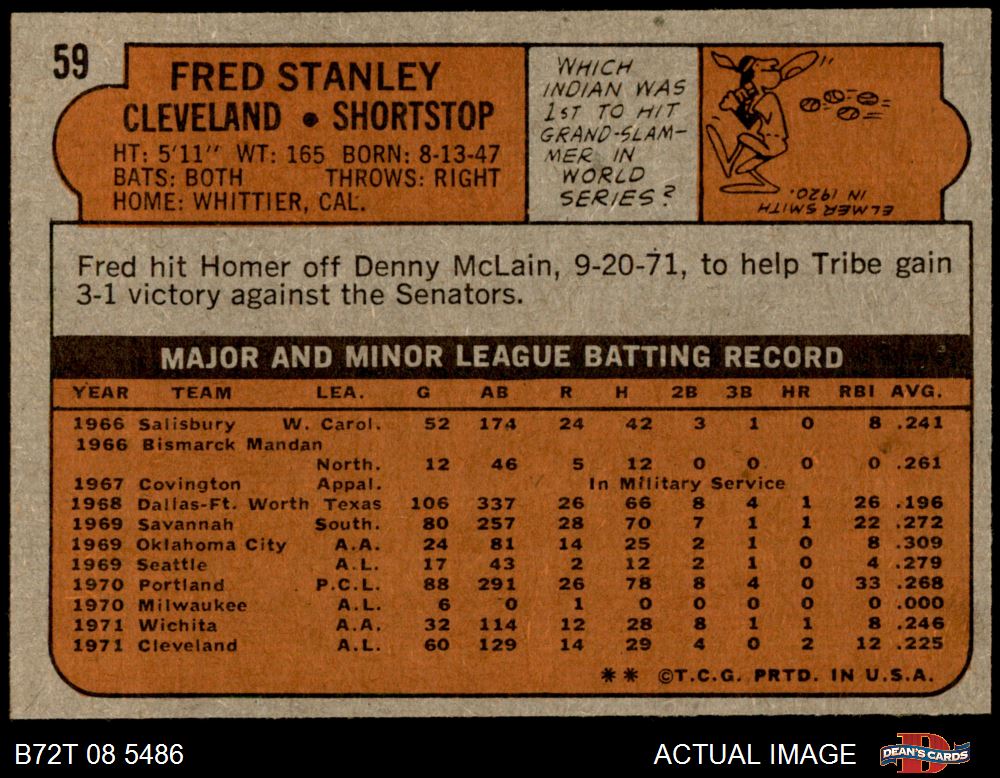 59
FRED STANLEY
CLEVELAND • SHORTSTOP
HT: 5'11" WT: 165 BORN: 8-13-47
BATS: BOTH THROWS: RIGHT
HOME: WHITTIER, CAL.
WHICH
INDIAN WAS
1ST TO HIT
GRAND-SLAM-
MER IN
WORLD
SERIES?
ELMER SMITH
IN 1920.
Fred hit Homer off Denny McLain, 9-20-71, to help Tribe gain
3-1 victory against the Senators.
MAJOR AND MINOR LEAGUE BATTING RECORD
YEAR TEAM LEA. G AB R H 2B 3B HR RBI AVG.
1966 Salisbury W. Carol. 52 174 24 42 3 1 0 8 .241
1966 Bismarck Mandan
North. 12 46 5 12 0 0 0 0 .261
1967 Covington Appal. In Military Service
1968 Dallas-Ft. Worth Texas 106 337 26 66 8 4 1 26 .196
1969 Savannah South. 80 257 28 70 7 1 1 22 .272
1969 Oklahoma City A.A. 24 81 14 25 2 1 0 8 .309
1969 Seattle A.L. 17 43 2 12 2 1 0 4 .279
1970 Portland P.C.L. 88 291 26 78 8 4 0 33 .268
1970 Milwaukee A.L. 6 0 1 0 0 0 0 0 .000
1971 Wichita A.A. 32 114 12 28 8 1 1 8 .246
1971 Cleveland A.L. 60 129 14 29 4 0 2 12 .225
** ©T.C.G. PRTD. IN U.S.A.
B72T 08 5486 ACTUAL IMAGE DEAN'S CARDS